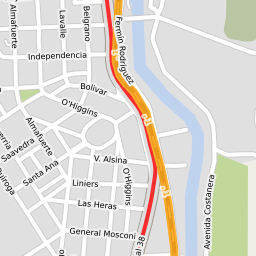 Almafuerte
Lavalle
Belgrano
Fermín Rodríguez
Independencia
Bolivar
O'Higgins
Almafuerte
Saavedra
Santa Ana
V. Alsina
Liniers
O'Higgins
Las Heras
General Mosconi
Avenida Costanera